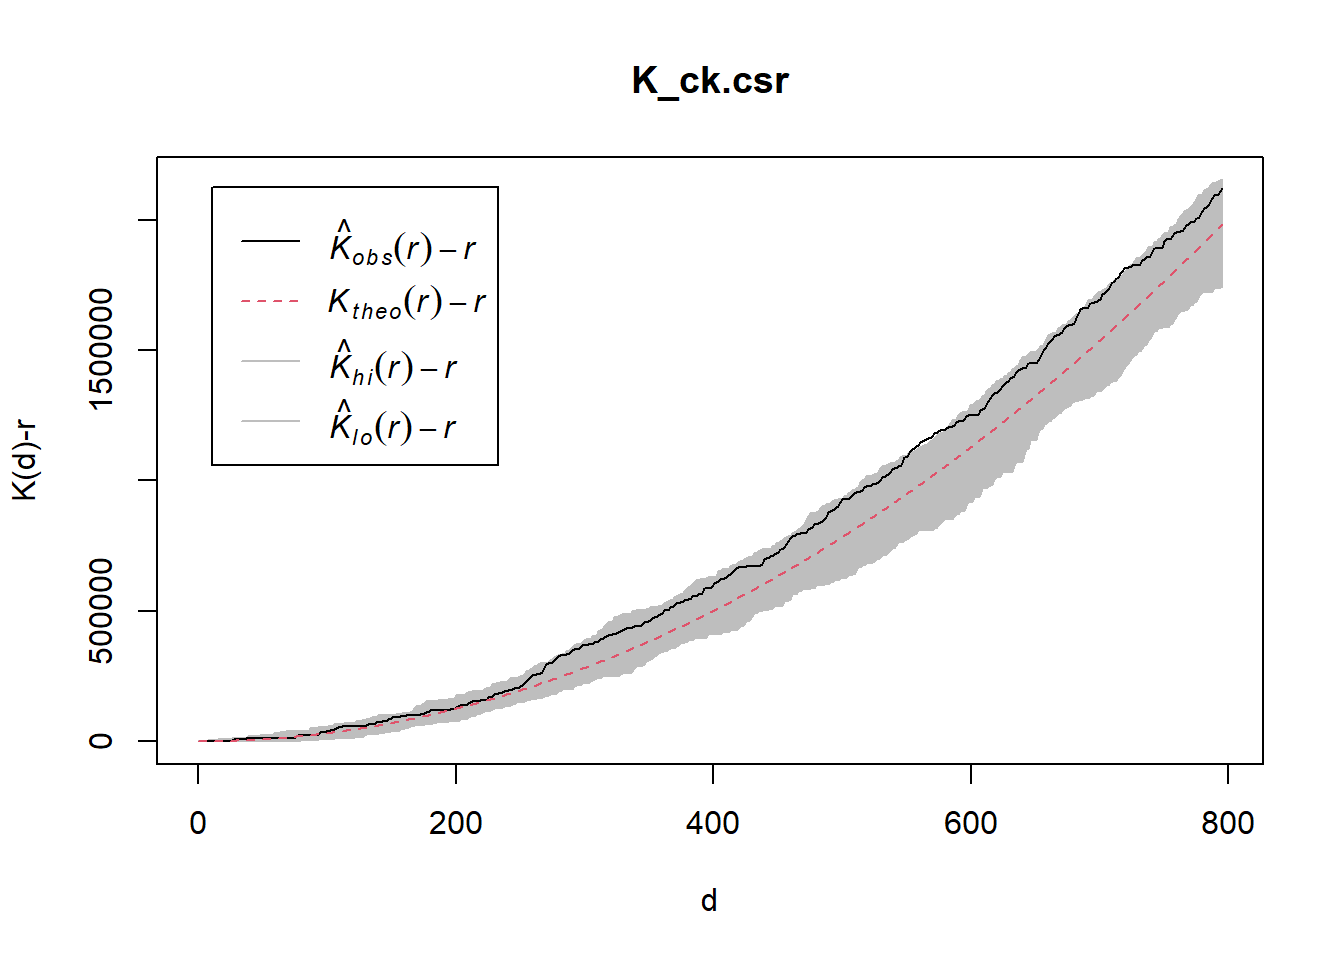 K_ck.csr
K̂obs(r) − r
Ktheo(r) − r
K̂hi(r) − r
K̂lo(r) − r
K(d)-r
1500000
500000
0
0 200 400 600 800
d